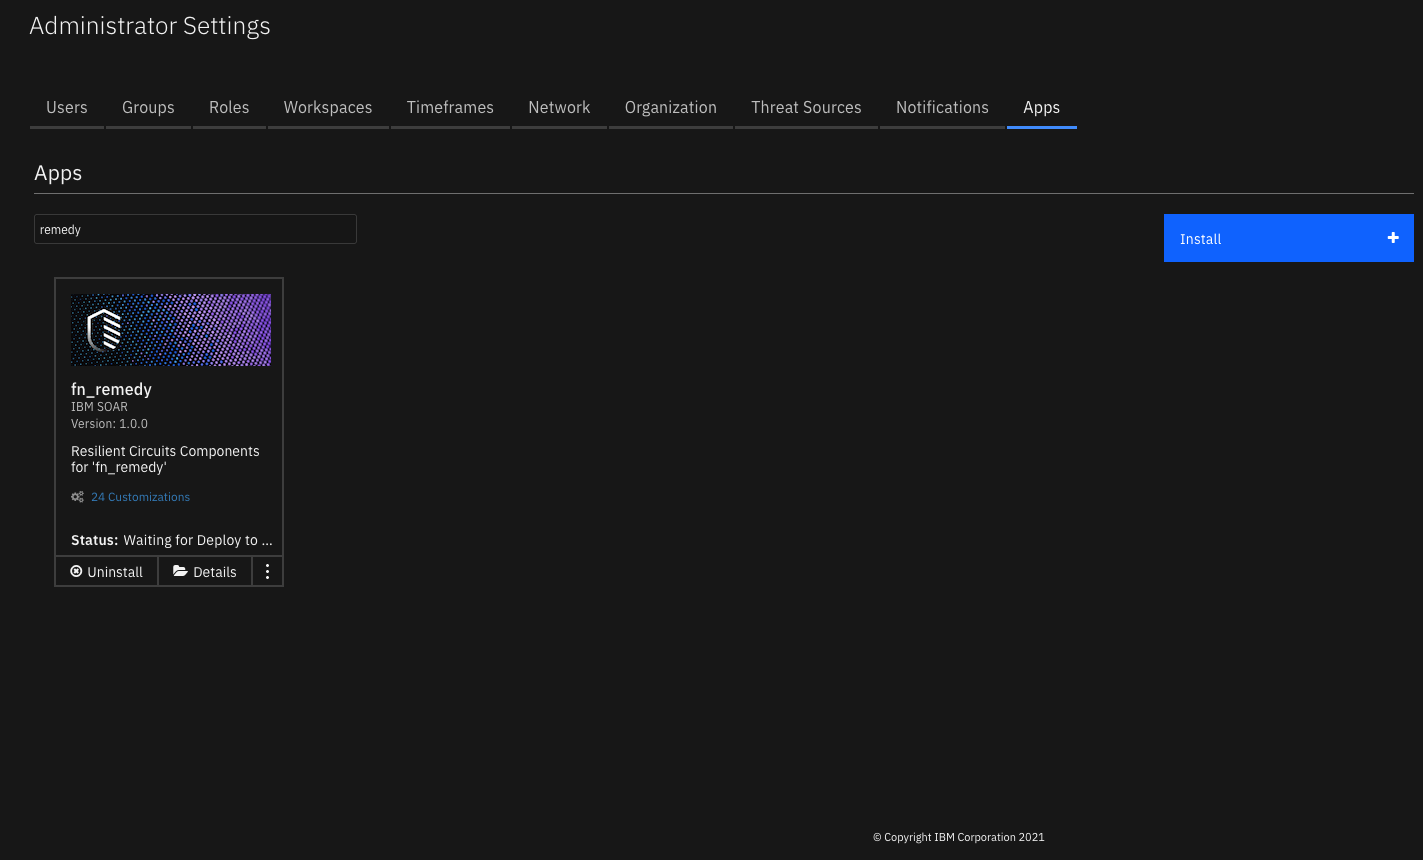 Administrator Settings
Users Groups Roles Workspaces Timeframes Network Organization Threat Sources Notifications Apps
Apps
remedy
Install
fn_remedy
IBM SOAR
Version: 1.0.0
Resilient Circuits Components
for 'fn_remedy'
24 Customizations
Status: Waiting for Deploy to ...
Uninstall Details
© Copyright IBM Corporation 2021